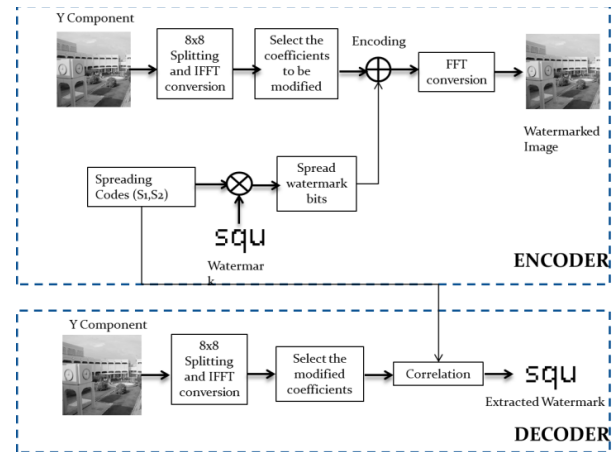 Y Component
8x8
Splitting
and IFFT
conversion
Select the
coefficients
to be
modified
Encoding
FFT
conversion
Watermarked
Image
Spreading
Codes (S1,S2)
Spread
watermark
bits
squ
Watermar
k
ENCODER
Y Component
8x8
Splitting
and IFFT
conversion
Select the
modified
coefficients
Correlation
squ
Extracted Watermark
DECODER